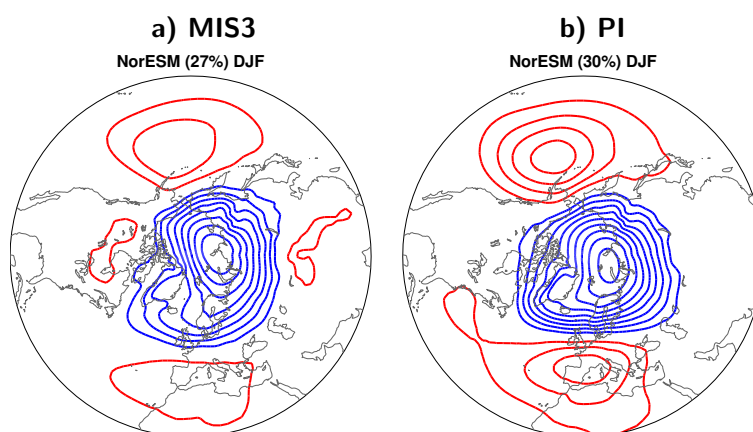 a) MIS3
NorESM (27%) DJF
b) PI
NorESM (30%) DJF